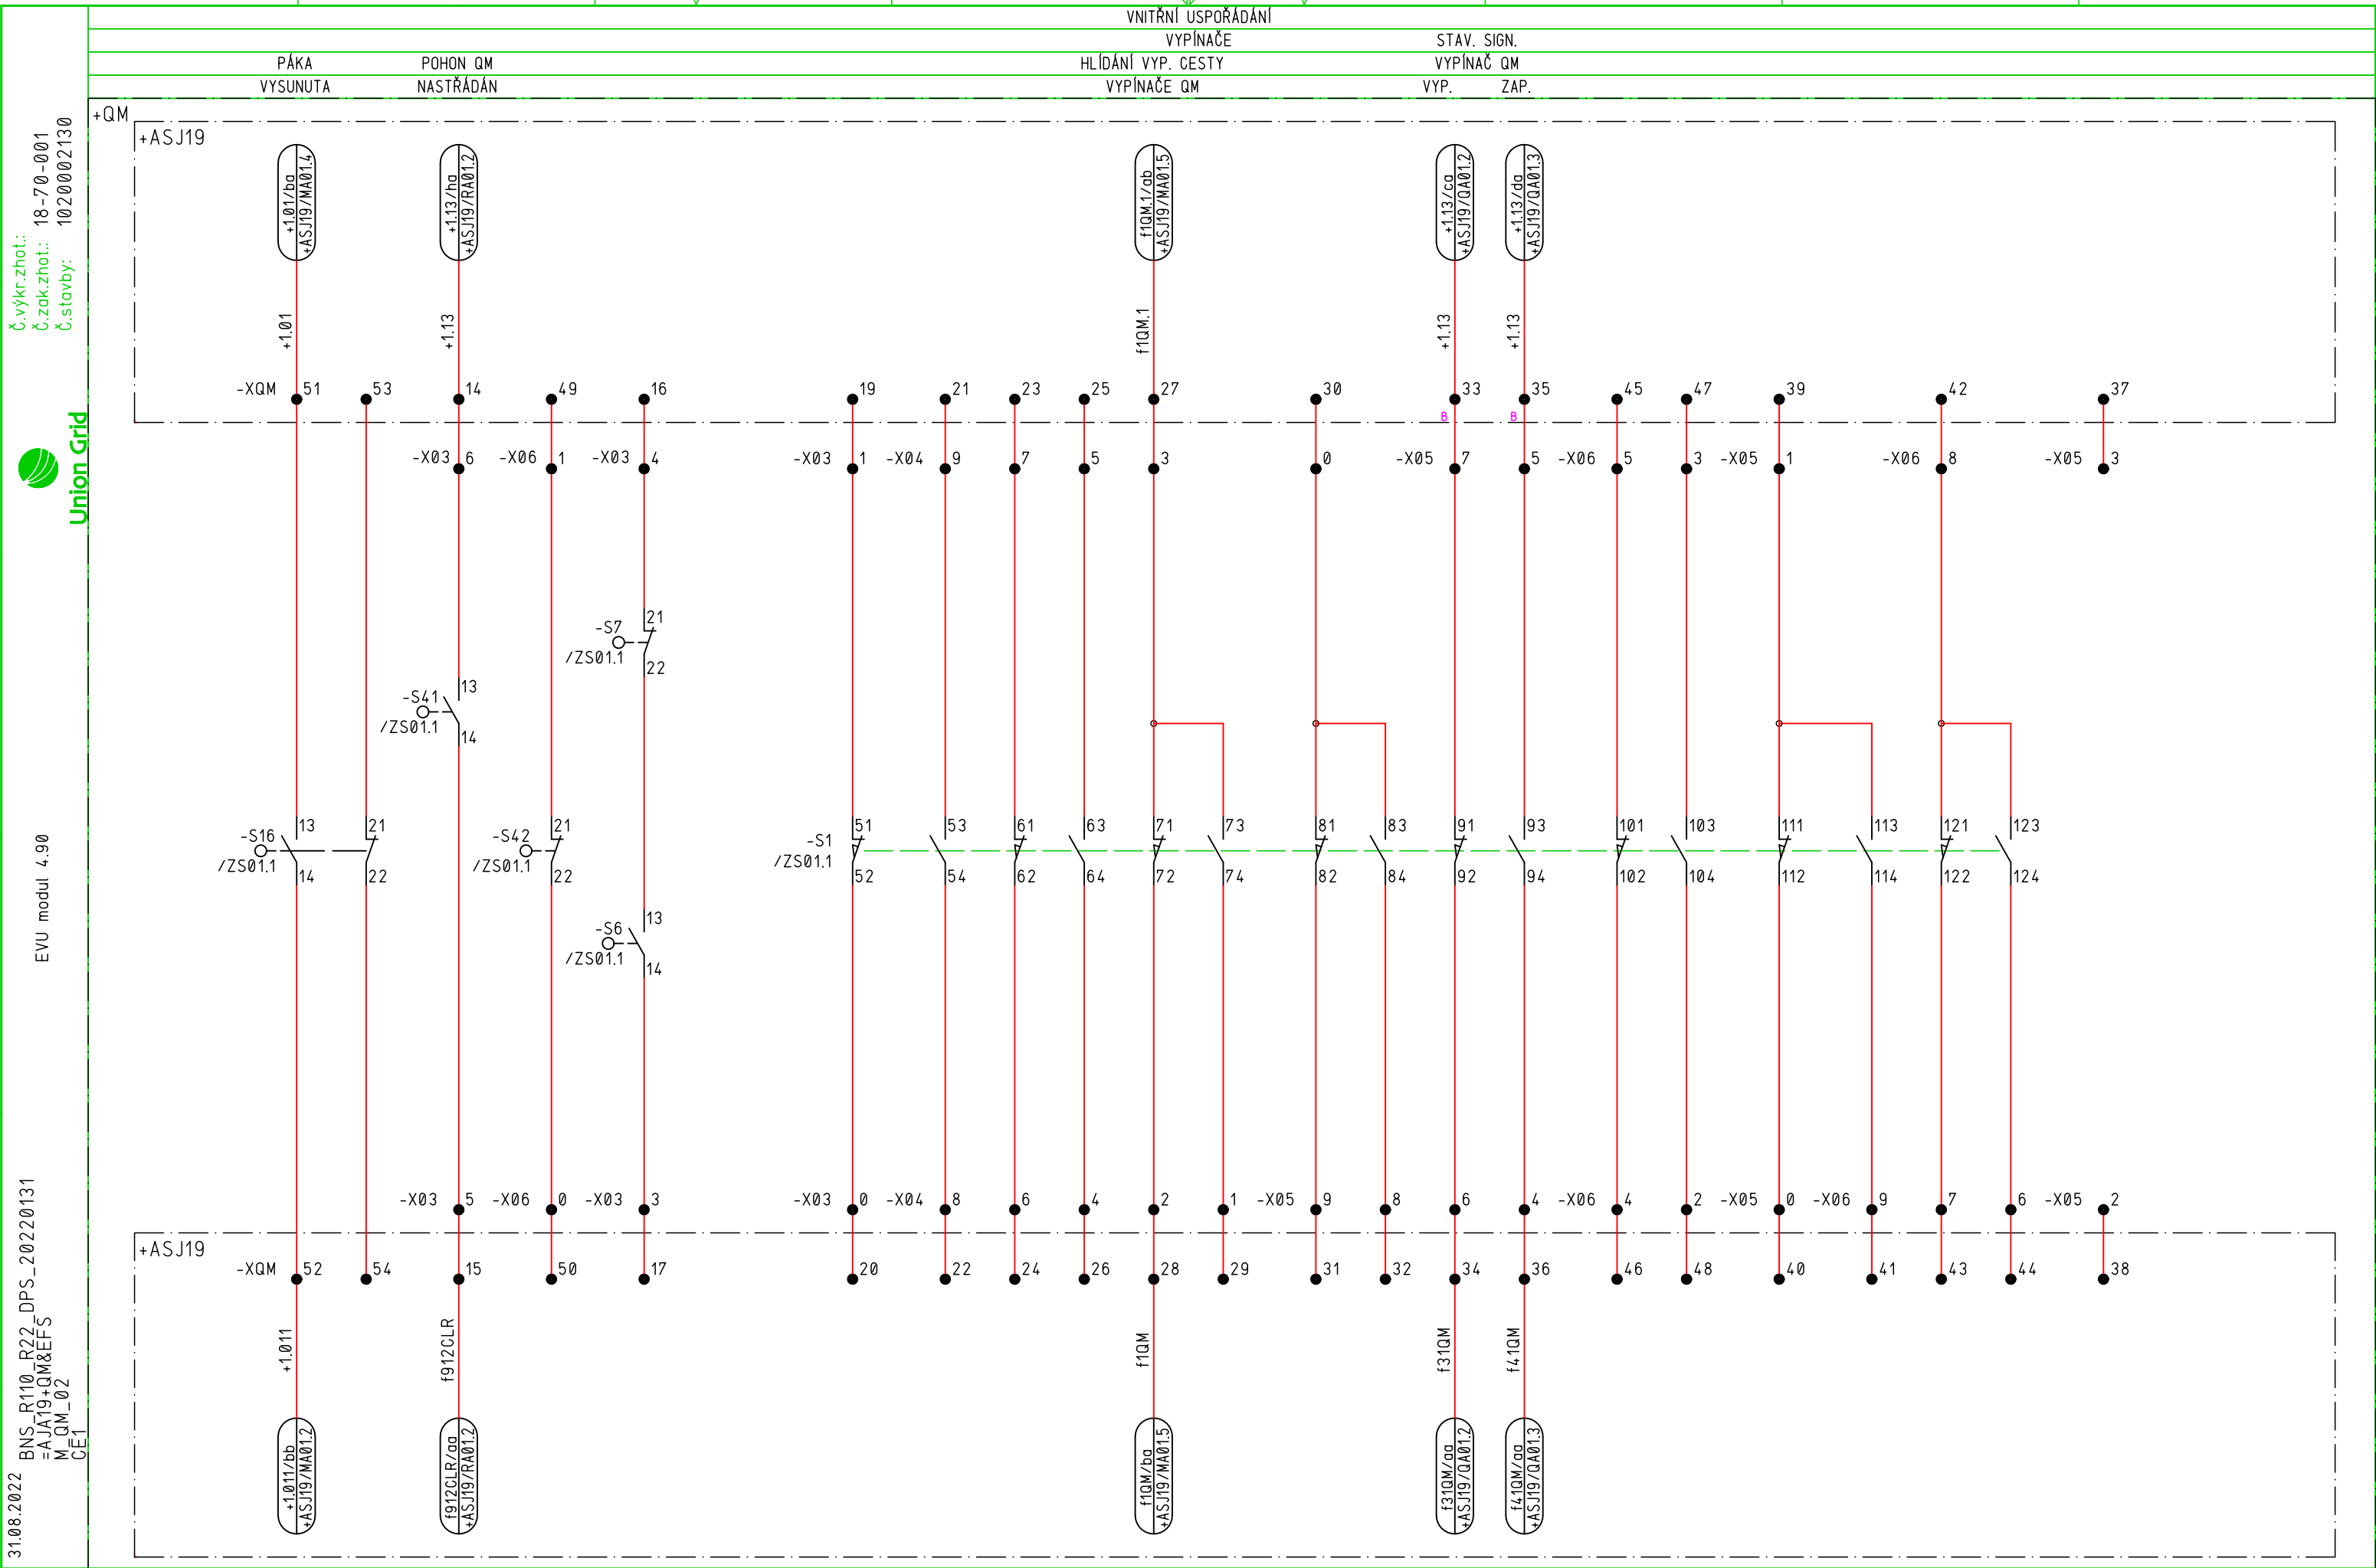 VNITŘNÍ USPOŘÁDÁNÍ
VYPÍNAČE STAV. SIGN.
PÁKA POHON QM HLÍDÁNÍ VYP. CESTY VYPÍNAČ QM
VYSUNUTA NASTŘÁDÁN VYPÍNAČE QM VYP. ZAP.
Č.výkr.zhot.:
Č.zak.zhot.: 18-70-001
Č.stavby: 1020002130
Union Grid
EVU modul 4.90
BNS_R110_R22_DPS_20220131
=AJA19+QM&EFS
M_QM_02
CE1
31.08.2022
+QM
+ASJ19
+1.01/ba
+ASJ19/MA01.4
+1.13/ha
+ASJ19/RA01.2
f1QM.1/ab
+ASJ19/MA01.5
+1.13/ca
+ASJ19/QA01.2
+1.13/da
+ASJ19/QA01.3
+1.01 +1.13 f1QM.1 +1.13 +1.13
-XQM 51 53 14 49 16 19 21 23 25 27 30 33 35 45 47 39 42 37
B B
-X03 6 -X06 1 -X03 4 -X03 1 -X04 9 7 5 3 0 -X05 7 5 -X06 5 3 -X05 1 -X06 8 -X05 3
-S7 21
/ZS01.1 22
-S41 13
/ZS01.1 14
13 21 21 51 53 61 63 71 73 81 83 91 93 101 103 111 113 121 123
-S16 -S42 -S1
/ZS01.1 /ZS01.1 /ZS01.1
14 22 22 52 54 62 64 72 74 82 84 92 94 102 104 112 114 122 124
-S6 13
/ZS01.1 14
-X03 5 -X06 0 -X03 3 -X03 0 -X04 8 6 4 2 1 -X05 9 8 6 4 -X06 4 2 -X05 0 -X06 9 7 6 -X05 2
+ASJ19
-XQM 52 54 15 50 17 20 22 24 26 28 29 31 32 34 36 46 48 40 41 43 44 38
+1.011 f912CLR f1QM f31QM f41QM
+1.011/bb
+ASJ19/MA01.2
f912CLR/aa
+ASJ19/RA01.2
f1QM/ba
+ASJ19/MA01.5
f31QM/aa
+ASJ19/QA01.2
f41QM/aa
+ASJ19/QA01.3